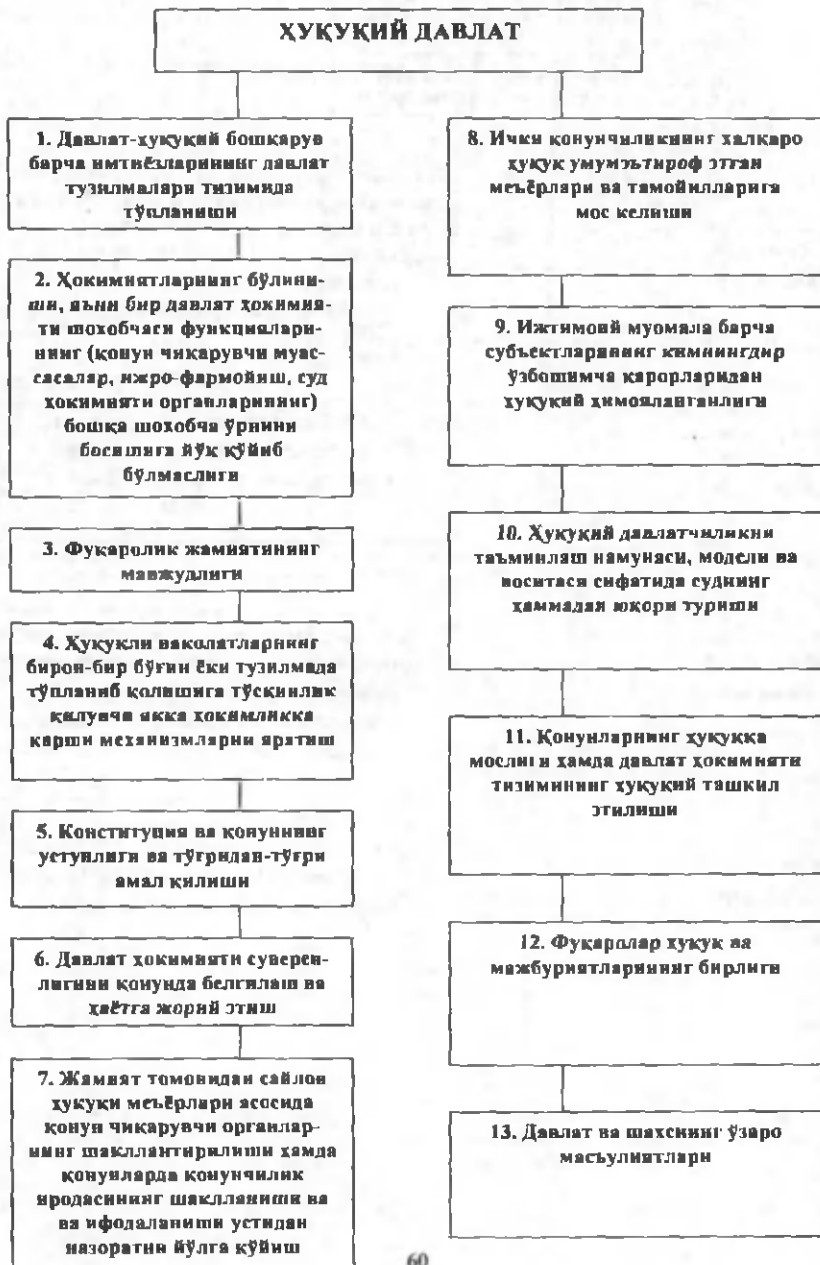 ҲУҚУҚИЙ ДАВЛАТ
1. Давлат-ҳуқуқий бошқарув
барча имтиёзларининг давлат
тузилмалари тизимида
тўпланиши
2. Ҳокимиятларнинг бўлини-
ши, яъни бир давлат ҳокимия-
ти шохобчаси функциялари-
нинг (қонун чиқарувчи муас-
сасалар, ижро-фармойиш, суд
ҳокимияти органларининг)
бошқа шохобча ўрнини
босишига йўл қўйиб
бўлмаслиги
3. Фуқаролик жамиятининг
мавжудлиги
4. Ҳуқуқли ваколатларнинг
бирон-бир бўғин ёки тузилмада
тўпланиб қолишига тўсқинлик
қилувчи якка ҳокимликка
қарши механизмларни яратиш
5. Конституция ва қонуннинг
устунлиги ва тўғридан-тўғри
амал қилиши
6. Давлат ҳокимияти суверен-
лигини қонунда белгилаш ва
ҳаётга жорий этиш
7. Жамият томонидан сайлов
ҳуқуқи меъёрлари асосида
қонун чиқарувчи органлар-
нинг шакллантирилиши ҳамда
қонунларда қонунчилик
иродасининг шаклланиши ва
ва ифодаланиши устидан
назоратни йўлга қўйиш
8. Ички қонунчиликнинг халқаро
ҳуқуқ умумэътироф этган
меъёрлари ва тамойилларига
мос келиши
9. Ижтимоий муомала барча
субъектларининг кимнингдир
ўзбошимча қарорларидан
ҳуқуқий ҳимояланганлиги
10. Ҳуқуқий давлатчиликни
таъминлаш намунаси, модели ва
воситаси сифатида суднинг
ҳаммадан юқори туриши
11. Қонунларнинг ҳуқуққа
мослиги ҳамда давлат ҳокимияти
тизимининг ҳуқуқий ташкил
этилиши
12. Фуқаролар ҳуқуқ ва
мажбуриятларининг бирлиги
13. Давлат ва шахснинг ўзаро
масъулиятлари
60